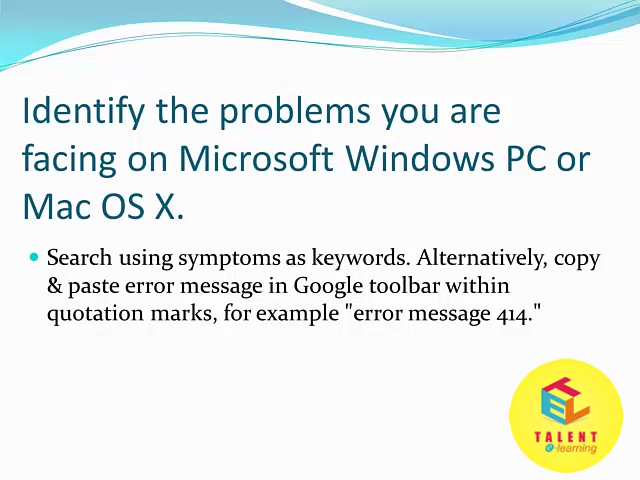 Identify the problems you are
facing on Microsoft Windows PC or
Mac OS X.
• Search using symptoms as keywords. Alternatively, copy
& paste error message in Google toolbar within
quotation marks, for example "error message 414."
TEL
TALENT
e-learning